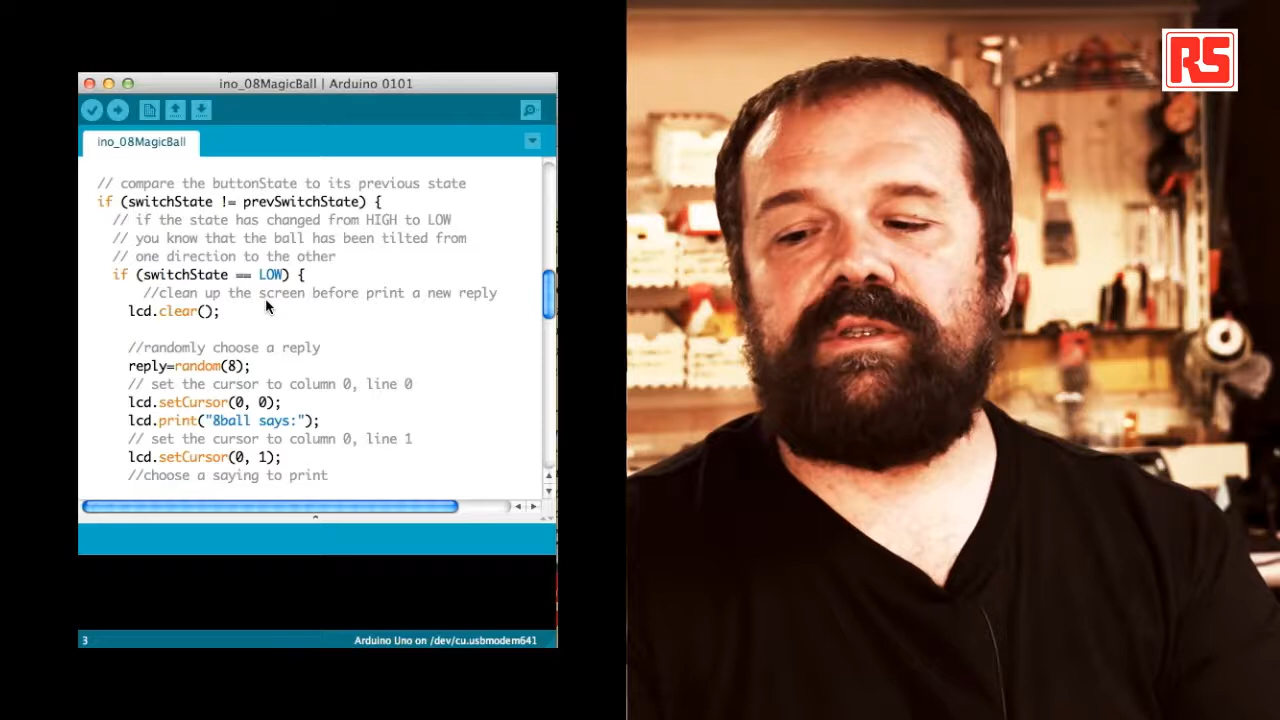 ino_08MagicBall | Arduino 0101
ino_08MagicBall
// compare the buttonState to its previous state
if (switchState != prevSwitchState) {
// if the state has changed from HIGH to LOW
// you know that the ball has been tilted from
// one direction to the other
if (switchState == LOW) {
//clean up the screen before print a new reply
lcd.clear();
//randomly choose a reply
reply=random(8);
// set the cursor to column 0, line 0
lcd.setCursor(0, 0);
lcd.print("8ball says:");
// set the cursor to column 0, line 1
lcd.setCursor(0, 1);
//choose a saying to print
3
Arduino Uno on /dev/cu.usbmodem641
RS